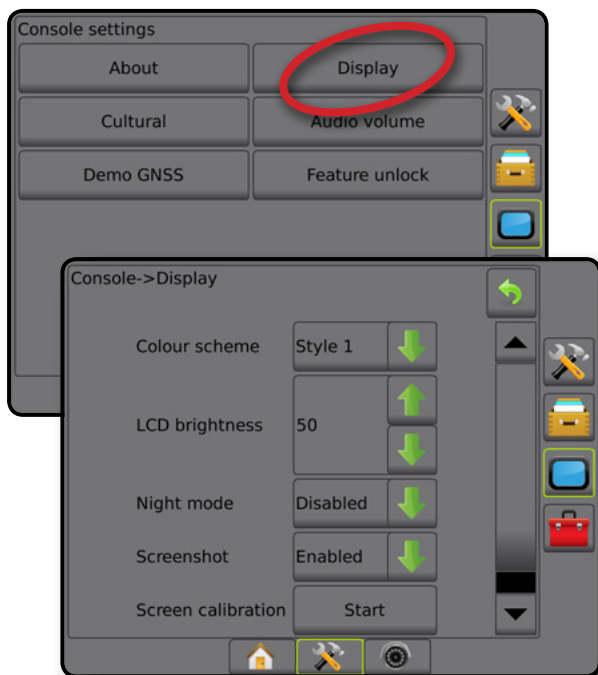 Console settings
About
Display
Cultural
Audio volume
Demo GNSS
Feature unlock
Console->Display
Colour scheme
Style 1
LCD brightness
50
Night mode
Disabled
Screenshot
Enabled
Screen calibration
Start